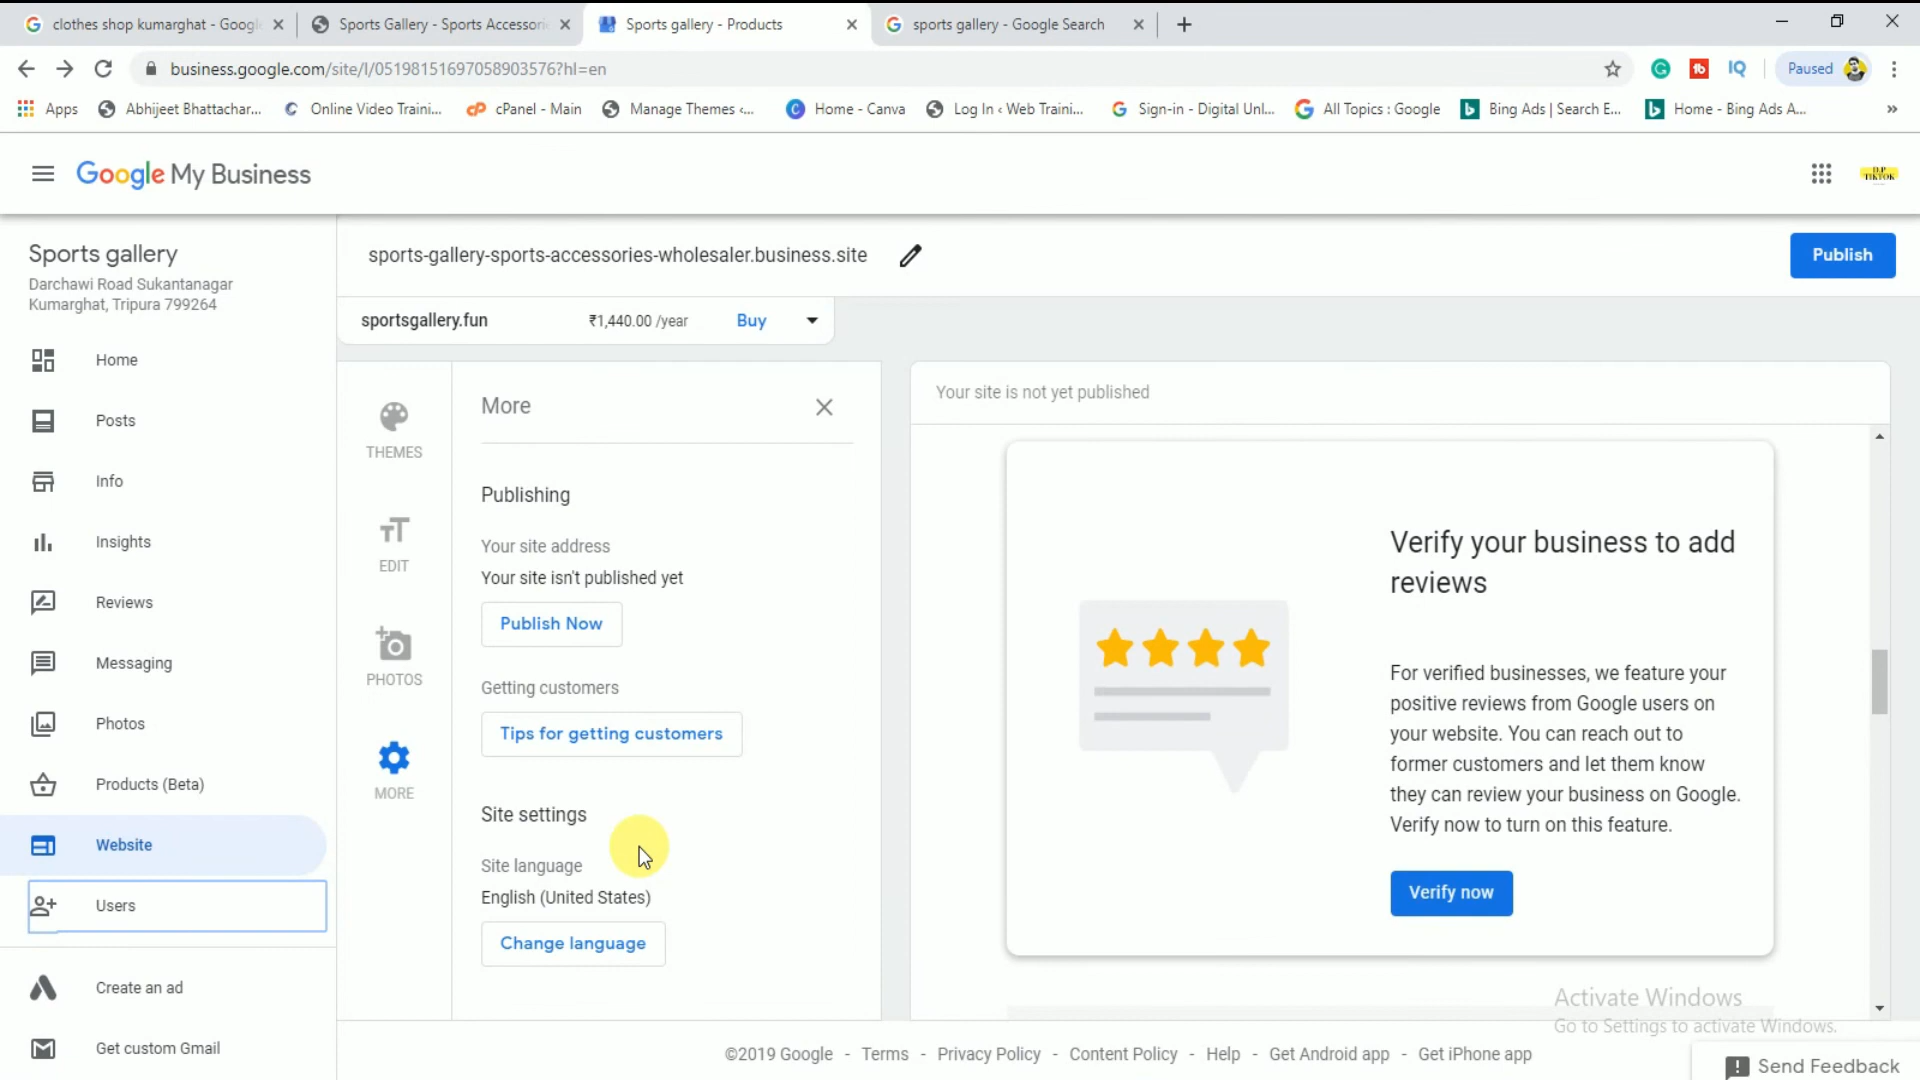 clothes shop kumarghat - Googl
Sports Gallery - Sports Accessori
Sports gallery - Products
sports gallery - Google Search
business.google.com/site/l/05198151697058903576?hl=en
Paused
Apps
Abhijeet Bhattachar...
Online Video Traini...
cPanel - Main
Manage Themes ‹...
Home - Canva
Log In ‹ Web Traini...
Sign-in - Digital Unl...
All Topics : Google
Bing Ads | Search E...
Home - Bing Ads A...
»
Google My Business
D.P
TIKTOK
Sports gallery
Darchawi Road Sukantanagar
Kumarghat, Tripura 799264
sports-gallery-sports-accessories-wholesaler.business.site
Publish
sportsgallery.fun
₹1,440.00 /year
Buy
Home
Posts
Info
Insights
Reviews
Messaging
Photos
Products (Beta)
Website
Users
Create an ad
Get custom Gmail
THEMES
EDIT
PHOTOS
MORE
More
Publishing
Your site address
Your site isn't published yet
Publish Now
Getting customers
Tips for getting customers
Site settings
Site language
English (United States)
Change language
Your site is not yet published
Verify your business to add
reviews
For verified businesses, we feature your
positive reviews from Google users on
your website. You can reach out to
former customers and let them know
they can review your business on Google.
Verify now to turn on this feature.
Verify now
Activate Windows
Go to Settings to activate Windows.
©2019 Google - Terms - Privacy Policy - Content Policy - Help - Get Android app - Get iPhone app
Send Feedback